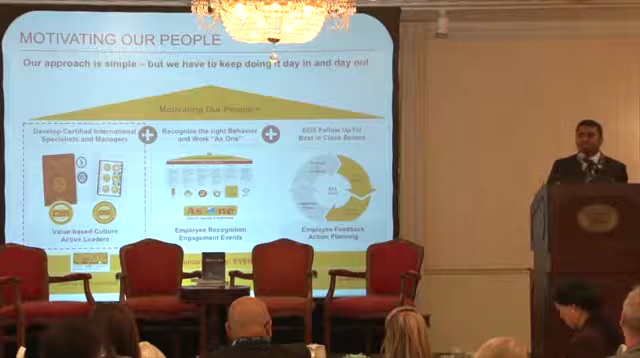 MOTIVATING OUR PEOPLE
Our approach is simple – but we have to keep doing it day in and day out
Motivating Our People
Develop Certified International
Specialists and Managers
Recognize the right Behavior
and Work "As One"
EOS Follow Up for
Best in Class Scores
As One
Value based Culture
Active Leaders
Employee Recognition
Engagement Events
Employee Feedback
Action Planning